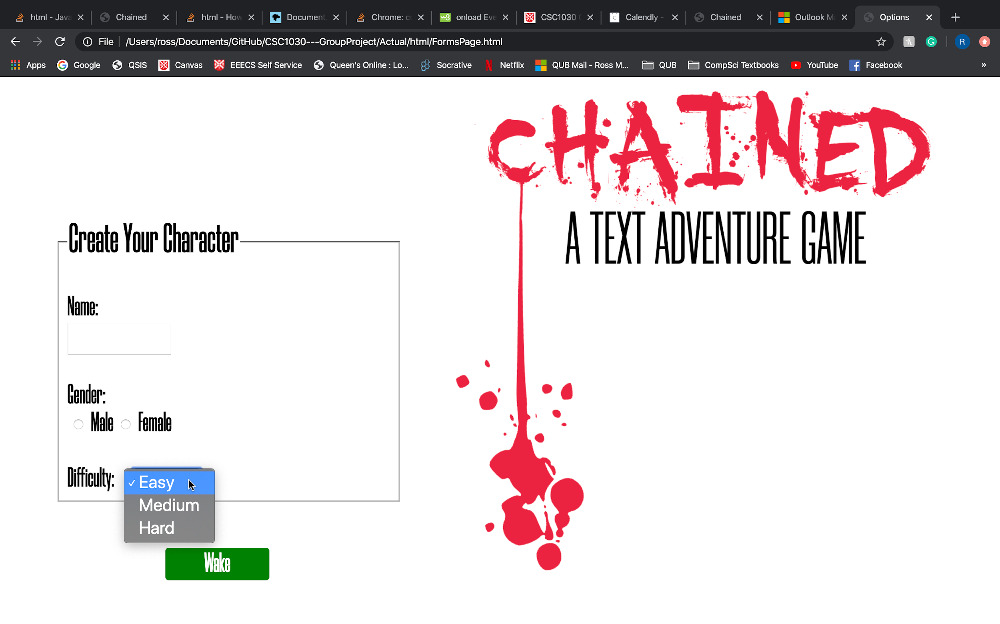 html - Java
Chained
html - How
Document
Chrome: c
onload Eve
CSC1030
Calendly -
Chained
Outlook M
Options
File
/Users/ross/Documents/GitHub/CSC1030---GroupProject/Actual/html/FormsPage.html
R
Apps
Google
QSIS
Canvas
EEECS Self Service
Queen's Online : Lo...
Socrative
Netflix
QUB Mail - Ross M...
QUB
CompSci Textbooks
YouTube
Facebook
»
CHAINED
A TEXT ADVENTURE GAME
Create Your Character
Name:
Gender:
Male
Female
Difficulty:
Easy
Medium
Hard
Wake